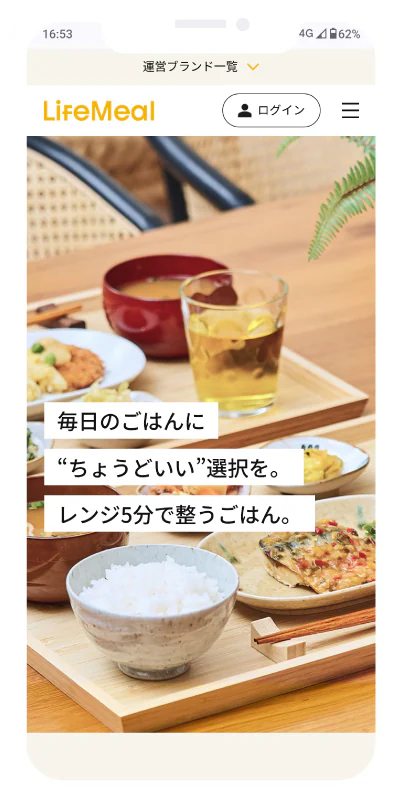 16:53
4G 62%
運営ブランド一覧
LifeMeal
ログイン
毎日のごはんに
“ちょうどいい”選択を。
レンジ5分で整うごはん。